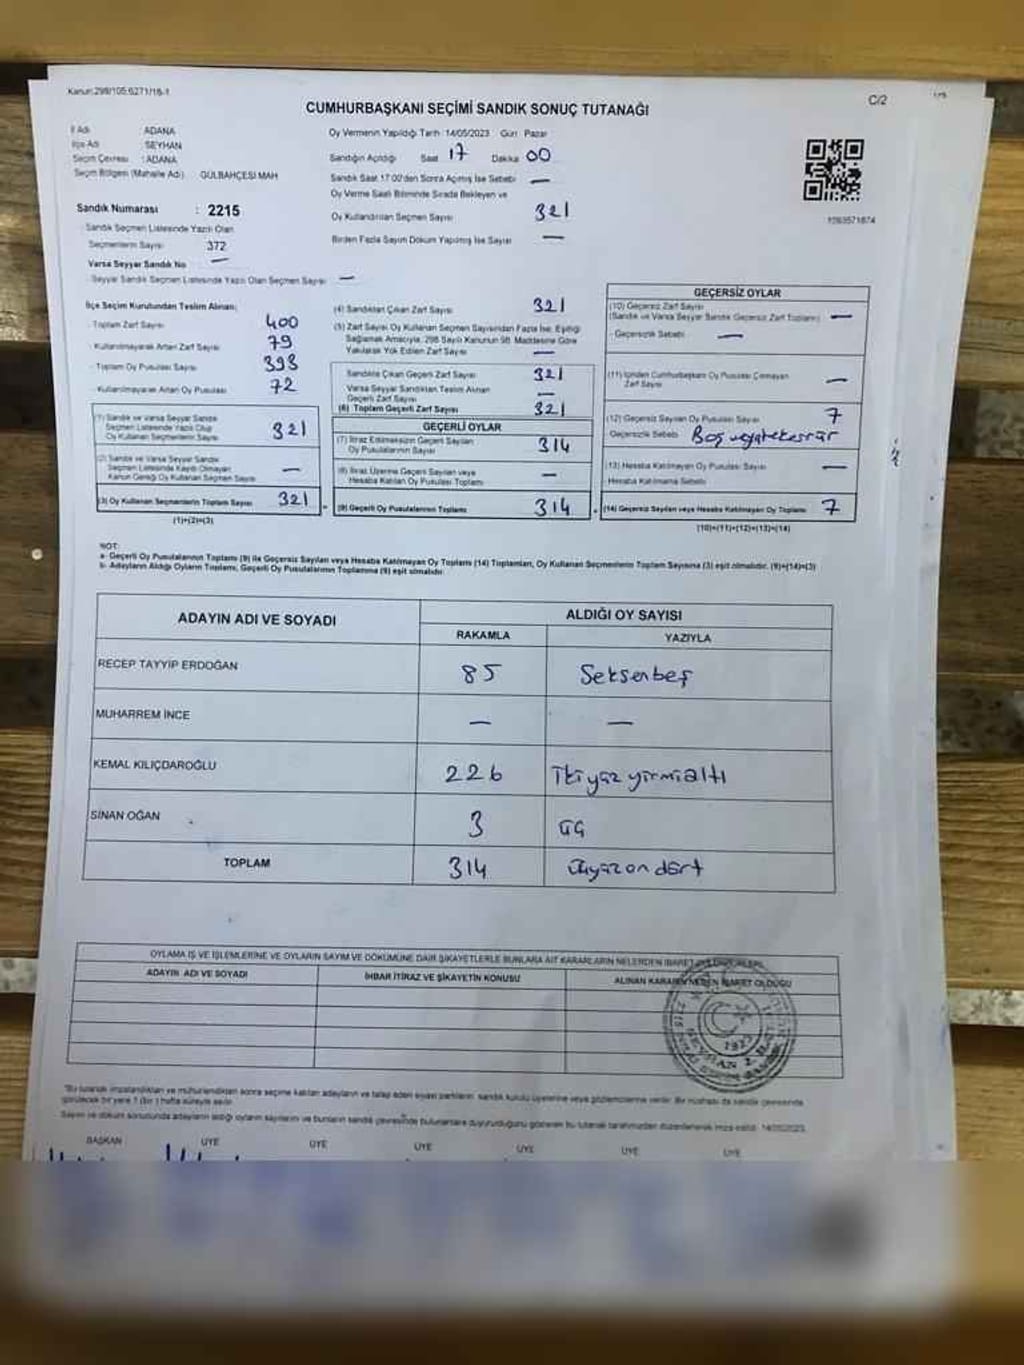 Kanun:298/105;6271/16-1
C/2
CUMHURBAŞKANI SEÇİMİ SANDIK SONUÇ TUTANAĞI
İl Adı : ADANA
İlçe Adı : SEYHAN
Seçim Çevresi : ADANA
Seçim Bölgesi (Mahalle Adı) : GÜLBAHÇESİ MAH
Sandık Numarası : 2215
Sandık Seçmen Listesinde Yazılı Olan
Seçmenlerin Sayısı 372
Varsa Seyyar Sandık No —
Seyyar Sandık Seçmen Listesinde Yazılı Olan Seçmen Sayısı —
Oy Vermenin Yapıldığı Tarih : 14/05/2023 Gün : Pazar
Sandığın Açıldığı Saat 17 Dakika 00
Sandık Saat 17:00'den Sonra Açılmış İse Sebebi —
Oy Verme Saati Bitiminde Sırada Bekleyen ve
Oy Kullandırılan Seçmen Sayısı 321
Birden Fazla Sayım Döküm Yapılmış İse Sayısı —
1593571874
İlçe Seçim Kurulundan Teslim Alınan:
- Toplam Zarf Sayısı 400
- Kullanılmayarak Artan Zarf Sayısı 79
- Toplam Oy Pusulası Sayısı 393
- Kullanılmayarak Artan Oy Pusulası 72
(1) Sandık ve Varsa Seyyar Sandık
Seçmen Listesinde Yazılı Olup
Oy Kullanan Seçmenlerin Sayısı 321
(2) Sandık ve Varsa Seyyar Sandık
Seçmen Listesinde Kayıtlı Olmayan
Kanun Gereği Oy Kullanan Seçmen Sayısı —
(3) Oy Kullanan Seçmenlerin Toplam Sayısı 321
(1)+(2)=(3)
(4) Sandıktan Çıkan Zarf Sayısı 321
(5) Zarf Sayısı Oy Kullanan Seçmen Sayısından Fazla İse, Eşitliği
Sağlamak Amacıyla, 298 Sayılı Kanunun 98. Maddesine Göre
Yakılarak Yok Edilen Zarf Sayısı —
Sandıkta Çıkan Geçerli Zarf Sayısı 321
Varsa Seyyar Sandıktan Teslim Alınan
Geçerli Zarf Sayısı —
(6) Toplam Geçerli Zarf Sayısı 321
GEÇERLİ OYLAR
(7) İtiraz Edilmeksizin Geçerli Sayılan
Oy Pusulalarının Sayısı 314
(8) İtiraz Üzerine Geçerli Sayılan veya
Hesaba Katılan Oy Pusulası Toplamı —
(9) Geçerli Oy Pusulalarının Toplamı 314
GEÇERSİZ OYLAR
(10) Geçersiz Zarf Sayısı
(Sandık ve Varsa Seyyar Sandık Geçersiz Zarf Toplamı) —
- Geçersizlik Sebebi : —
(11) İçinden Cumhurbaşkanı Oy Pusulası Çıkmayan
Zarf Sayısı —
(12) Geçersiz Sayılan Oy Pusulası Sayısı 7
Geçersizlik Sebebi Boş
(13) Hesaba Katılmayan Oy Pusulası Sayısı —
- Hesaba Katılmama Sebebi
(14) Geçersiz Sayılan veya Hesaba Katılmayan Oy Toplamı 7
(10)+(11)+(12)+(13)=(14)
NOT:
a- Geçerli Oy Pusulalarının Toplamı (9) ile Geçersiz Sayılan veya Hesaba Katılmayan Oy Toplamı (14) Toplamları, Oy Kullanan Seçmenlerin Toplam Sayısına (3) eşit olmalıdır. (9)+(14)=(3)
b- Adayların Aldığı Oyların Toplamı, Geçerli Oy Pusulalarının Toplamına (9) eşit olmalıdır.
ADAYIN ADI VE SOYADI ALDIĞI OY SAYISI
RAKAMLA YAZIYLA
RECEP TAYYİP ERDOĞAN 85 Seksenbeş
MUHARREM İNCE — —
KEMAL KILIÇDAROĞLU 226 İkiyüzyirmialtı
SİNAN OĞAN 3 üç
TOPLAM 314 üçyüzondört
OYLAMA İŞ VE İŞLEMLERİNE VE OYLARIN SAYIM VE DÖKÜMÜNE DAİR ŞİKAYETLERLE BUNLARA AİT KARARLARIN NELERDEN İBARET
ADAYIN ADI VE SOYADI İHBAR İTİRAZ VE ŞİKAYETİN KONUSU ALINAN KARARIN NEDEN İBARET OLDUĞU
*Bu tutanak imzalandıktan ve mühürlendikten sonra seçime katılan adayların ve talep eden siyasi partilerin sandık kurulu üyelerine veya gözlemcilerine verilir. Bir nüshası da sandık çevresinde
görülecek bir yere 1 (bir) hafta süreyle asılır.
Sayım ve döküm sonucunda adayların aldığı oyların sayılarını ve bunların sandık çevresinde bulunanlara duyurulduğunu gösteren bu tutanak tarafımızdan düzenlenerek imza edildi. 14/05/2023
BAŞKAN ÜYE ÜYE ÜYE ÜYE ÜYE ÜYE